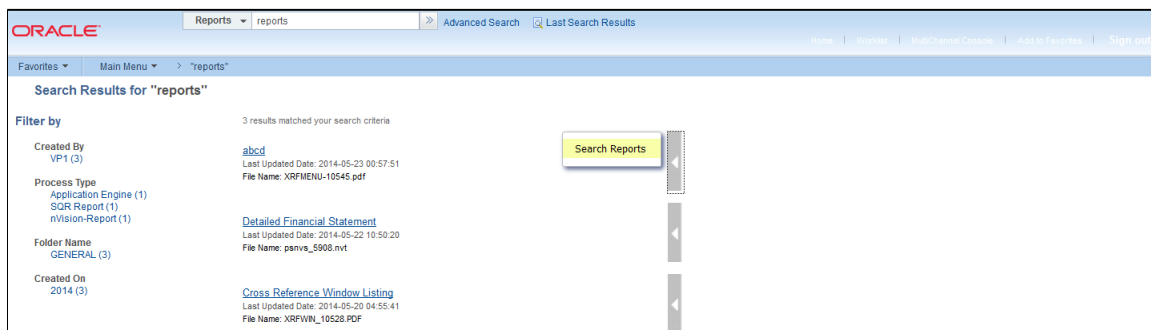 ORACLE
Reports reports » Advanced Search Last Search Results
Home Worklist MultiChannel Console Add to Favorites Sign out
Favorites Main Menu > "reports"
Search Results for "reports"
Filter by
3 results matched your search criteria
Created By
VP1 (3)
Process Type
Application Engine (1)
SQR Report (1)
nVision-Report (1)
Folder Name
GENERAL (3)
Created On
2014 (3)
abcd
Last Updated Date: 2014-05-23 00:57:51
File Name: XRFMENU-10545.pdf
Search Reports
Detailed Financial Statement
Last Updated Date: 2014-05-22 10:50:20
File Name: psnvs_5908.nvt
Cross Reference Window Listing
Last Updated Date: 2014-05-20 04:55:41
File Name: XRFWIN_10528.PDF